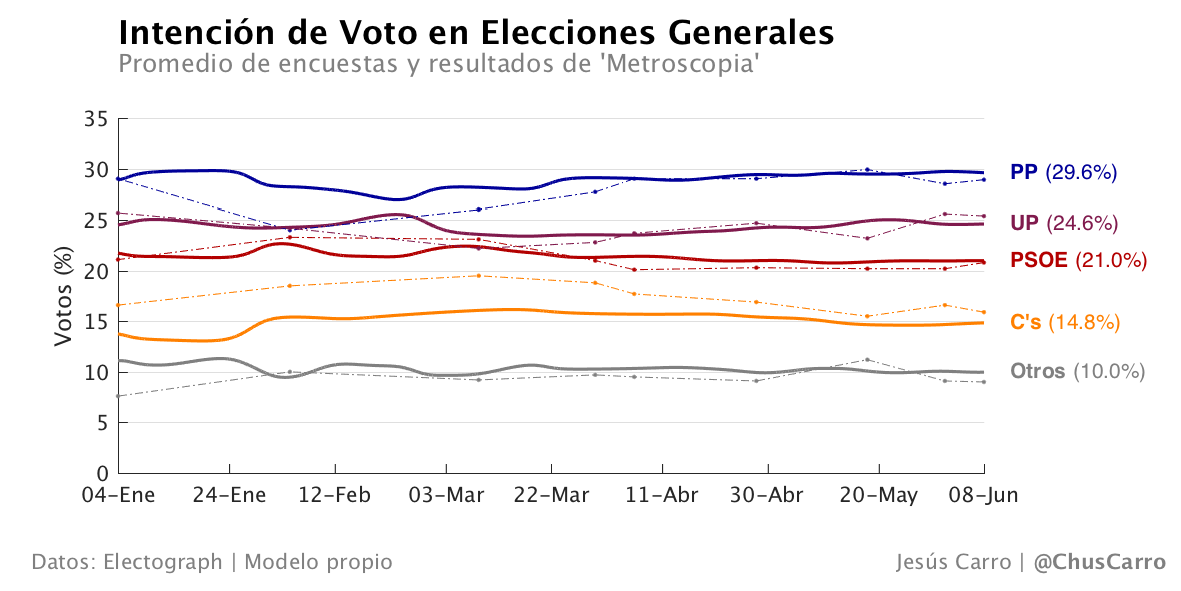 Intención de Voto en Elecciones Generales
Promedio de encuestas y resultados de 'Metroscopia'
Votos (%)
35
30
25
20
15
10
5
0
04-Ene 24-Ene 12-Feb 03-Mar 22-Mar 11-Abr 30-Abr 20-May 08-Jun
PP (29.6%)
UP (24.6%)
PSOE (21.0%)
C's (14.8%)
Otros (10.0%)
Datos: Electograph | Modelo propio
Jesús Carro | @ChusCarro